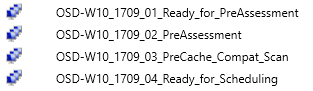 OSD-W10_1709_01_Ready_for_PreAssessment
OSD-W10_1709_02_PreAssessment
OSD-W10_1709_03_PreCache_Compat_Scan
OSD-W10_1709_04_Ready_for_Scheduling